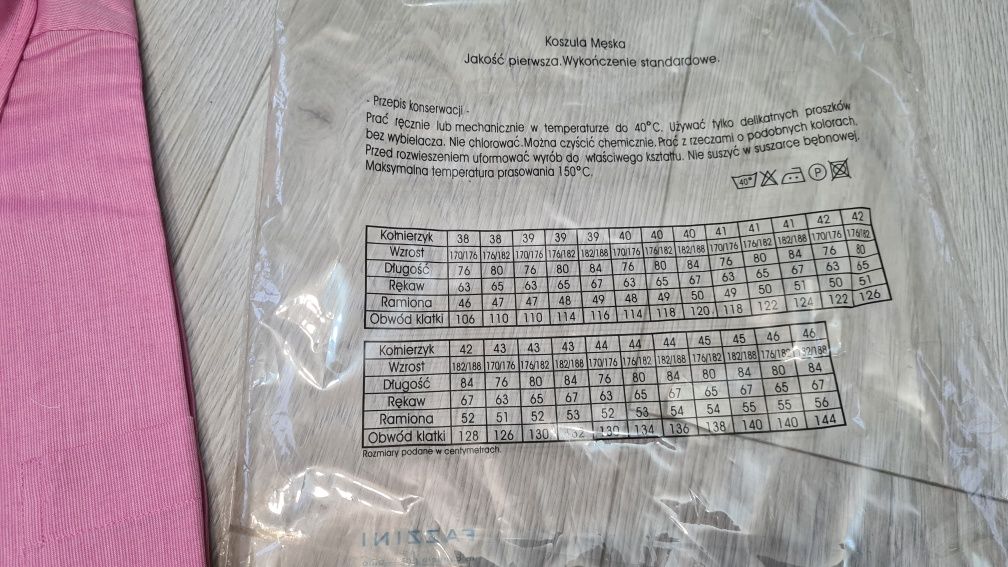 Koszula Męska
Jakość pierwsza.Wykończenie standardowe.
- Przepis konserwacji -
Prać ręcznie lub mechanicznie w temperaturze do 40°C. Używać tylko delikatnych proszków
bez wybielacza. Nie chlorować.Można czyścić chemicznie.Prać z rzeczami o podobnych kolorach.
Przed rozwieszeniem uformować wyrób do właściwego kształtu. Nie suszyć w suszarce bębnowej.
Maksymalna temperatura prasowania 150°C.
40° P
Kołnierzyk 38 38 39 39 39 40 40 40 41 41 41 42 42
Wzrost 170/176 176/182 170/176 176/182 182/188 170/176 176/182 182/188 170/176 176/182 182/188 170/176 176/182
Długość 76 80 76 80 84 76 80 84 76 80 84 76 80
Rękaw 63 65 63 65 67 63 65 67 63 65 67 63 65
Ramiona 46 47 47 48 49 48 49 50 49 50 51 50 51
Obwód klatki 106 110 110 114 116 114 118 120 118 122 124 122 126
Kołnierzyk 42 43 43 43 44 44 44 45 45 46 46
Wzrost 182/188 170/176 176/182 182/188 170/176 176/182 182/188 176/182 182/188 176/182 182/188
Długość 84 76 80 84 76 80 84 80 84 80 84
Rękaw 67 63 65 67 63 65 67 65 67 65 67
Ramiona 52 51 52 53 52 53 54 54 55 55 56
Obwód klatki 128 126 130 132 130 134 136 138 140 140 144
Rozmiary podane w centymetrach.
FAZZINI